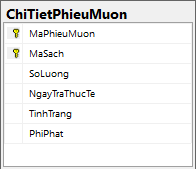 ChiTietPhieuMuon
MaPhieuMuon
MaSach
SoLuong
NgayTraThucTe
TinhTrang
PhiPhat